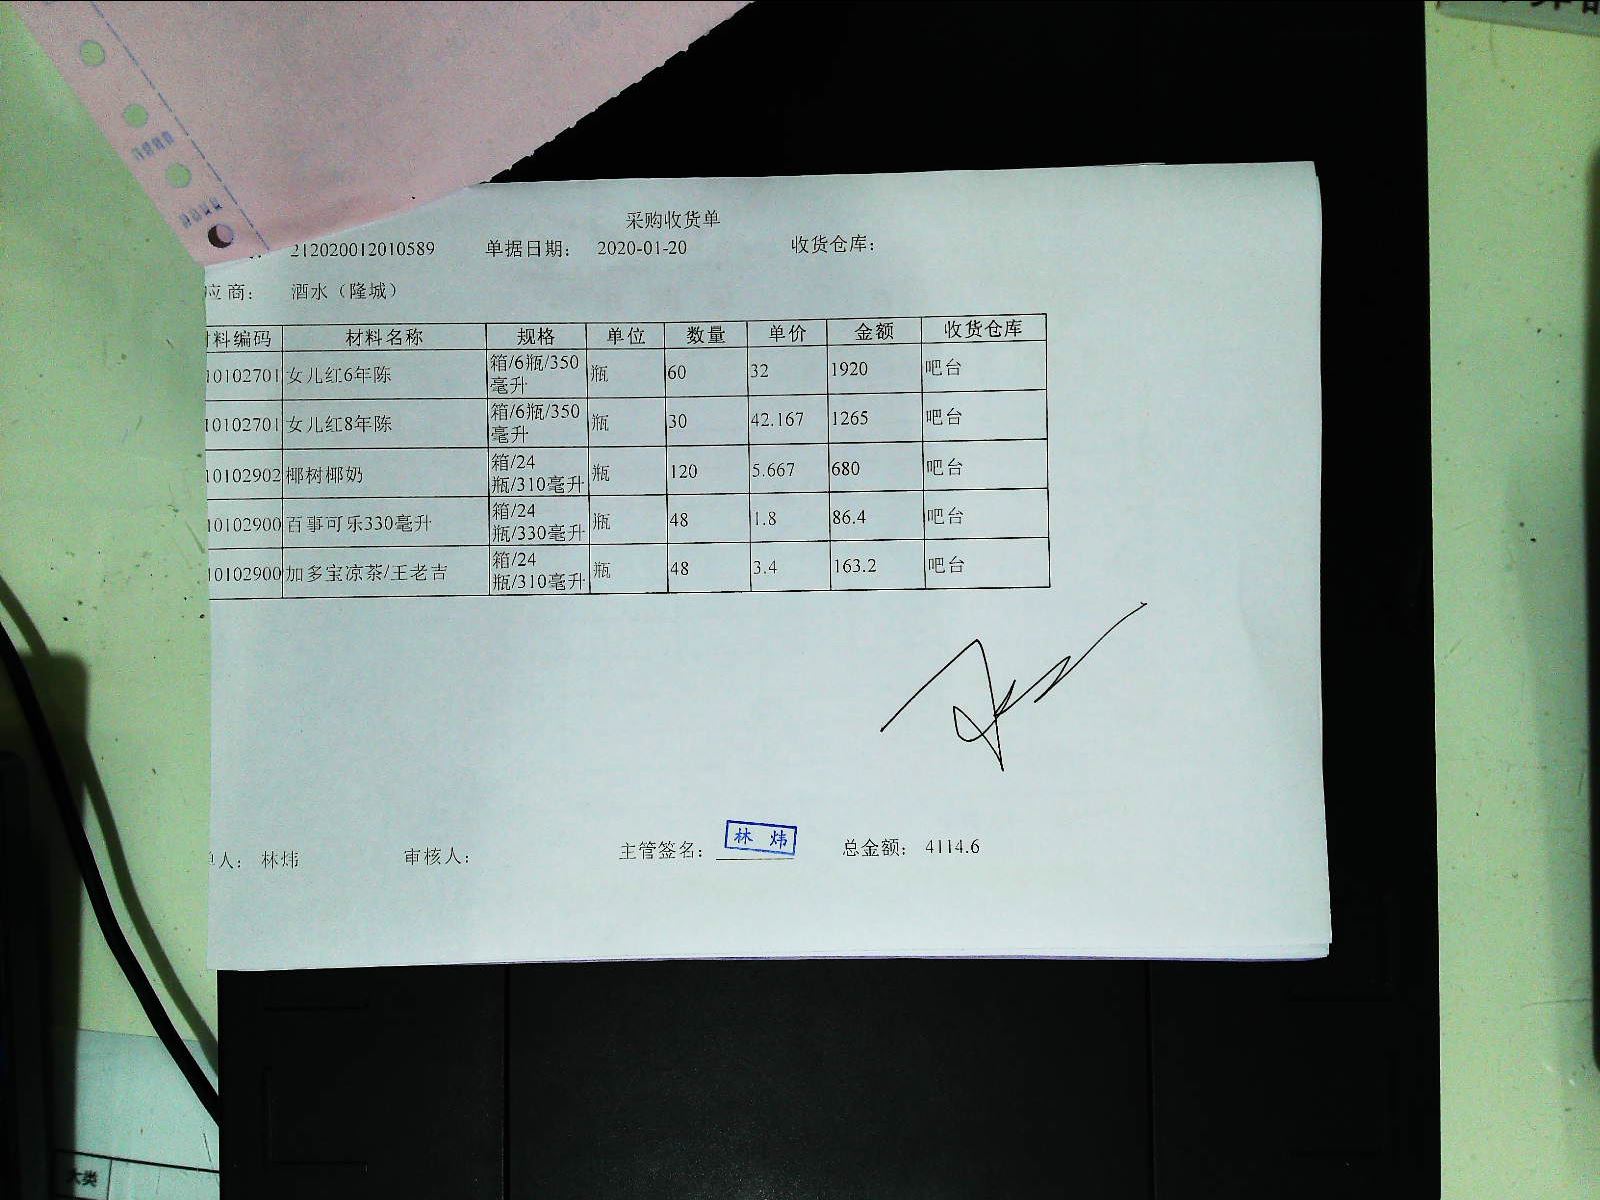 采购收货单
212020012010589 单据日期： 2020-01-20 收货仓库：
应商： 酒水（隆城）
料编码 材料名称 规格 单位 数量 单价 金额 收货仓库
10102701 女儿红6年陈 箱/6瓶/350毫升 瓶 60 32 1920 吧台
10102701 女儿红8年陈 箱/6瓶/350毫升 瓶 30 42.167 1265 吧台
10102902 椰树椰奶 箱/24瓶/310毫升 瓶 120 5.667 680 吧台
10102900 百事可乐330毫升 箱/24瓶/330毫升 瓶 48 1.8 86.4 吧台
10102900 加多宝凉茶/王老吉 箱/24瓶/310毫升 瓶 48 3.4 163.2 吧台
单人： 林炜 审核人： 主管签名： 林 炜 总金额： 4114.6
大类